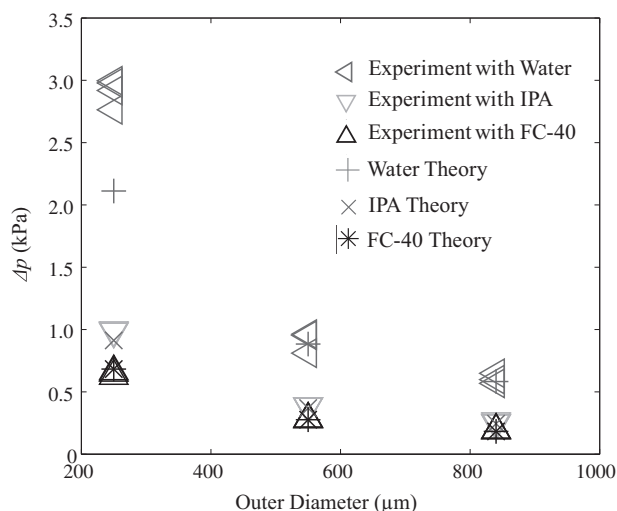 3.5
3.0
2.5
2.0
1.5
1.0
0.5
0
200
400
600
800
1000
Δp (kPa)
Outer Diameter (µm)
Experiment with Water
Experiment with IPA
Experiment with FC-40
Water Theory
IPA Theory
FC-40 Theory